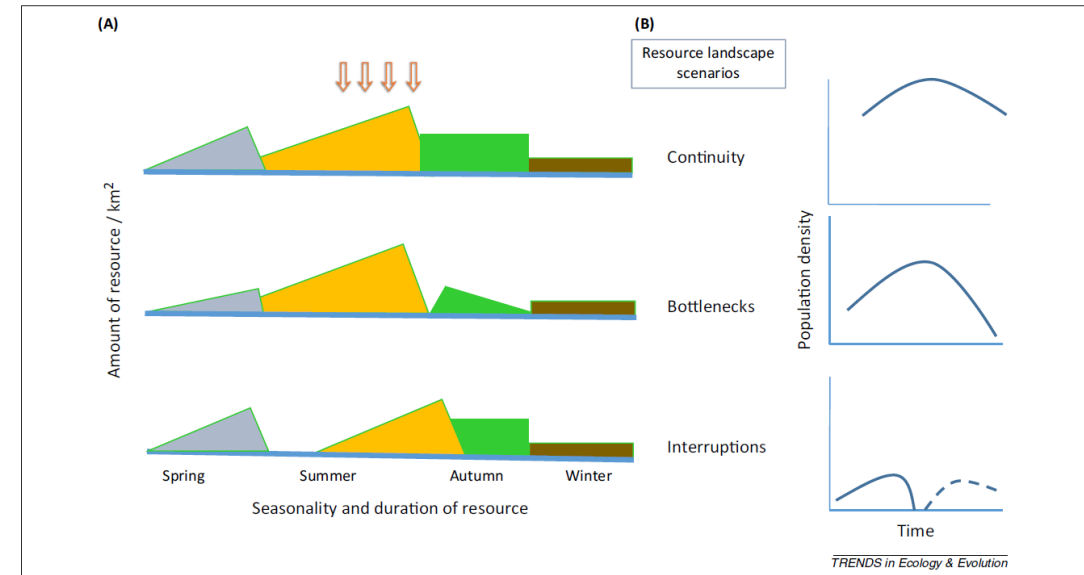 (A)
(B)
Resource landscape
scenarios
Amount of resource / km²
Continuity
Bottlenecks
Interruptions
Spring
Summer
Autumn
Winter
Seasonality and duration of resource
Population density
Time
TRENDS in Ecology & Evolution